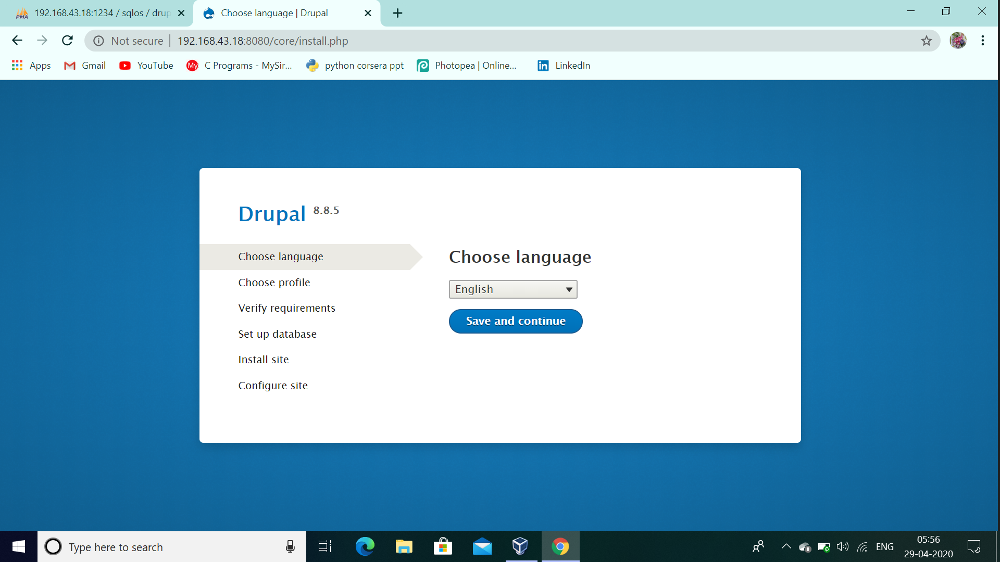 192.168.43.18:1234 / sqlos / drup
Choose language | Drupal
Not secure
192.168.43.18:8080/core/install.php
Apps
Gmail
YouTube
My
C Programs - MySir...
python corsera ppt
Photopea | Online...
in
LinkedIn
PMA
Drupal 8.8.5
Choose language
Choose profile
Verify requirements
Set up database
Install site
Configure site
Choose language
English
Save and continue
Type here to search
ENG
05:56
29-04-2020